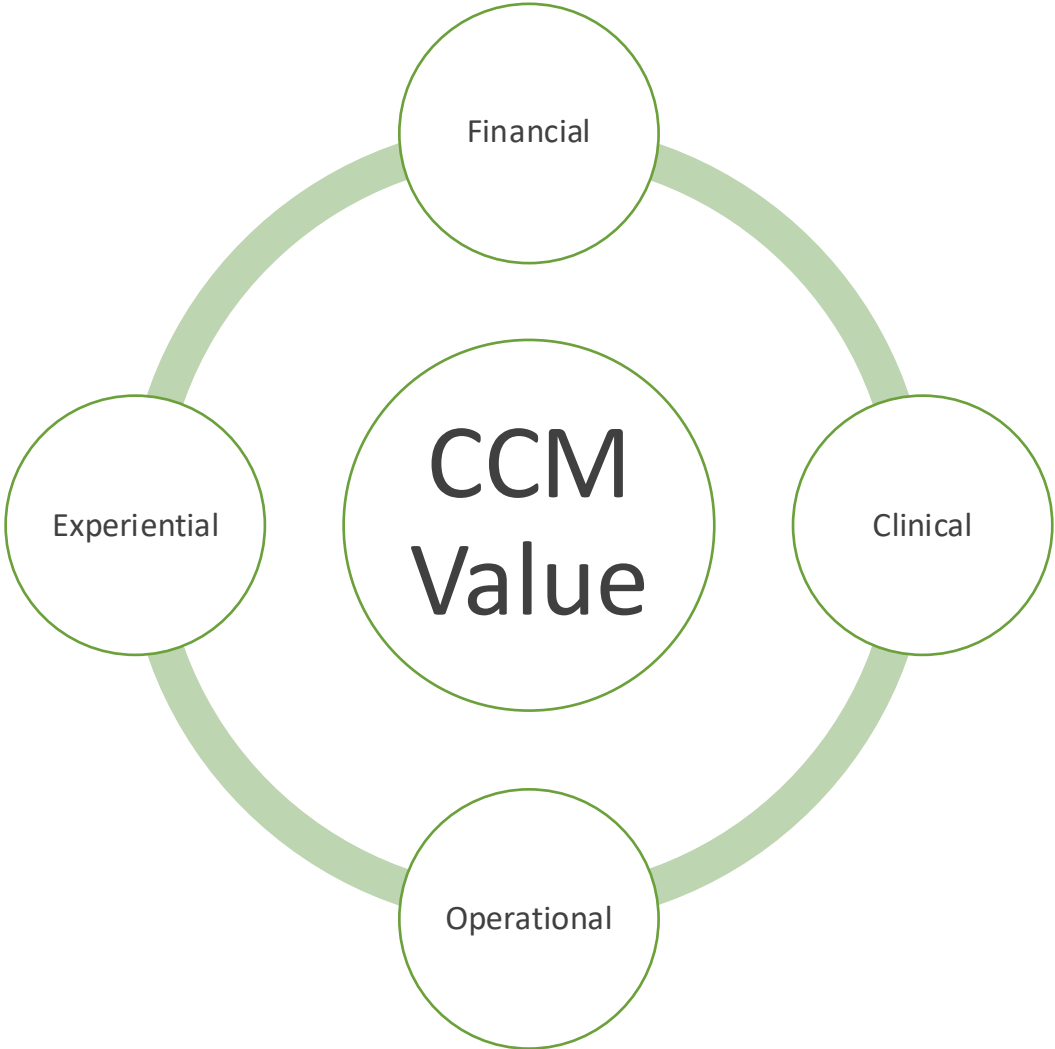 Financial
CCM
Value
Experiential
Clinical
Operational